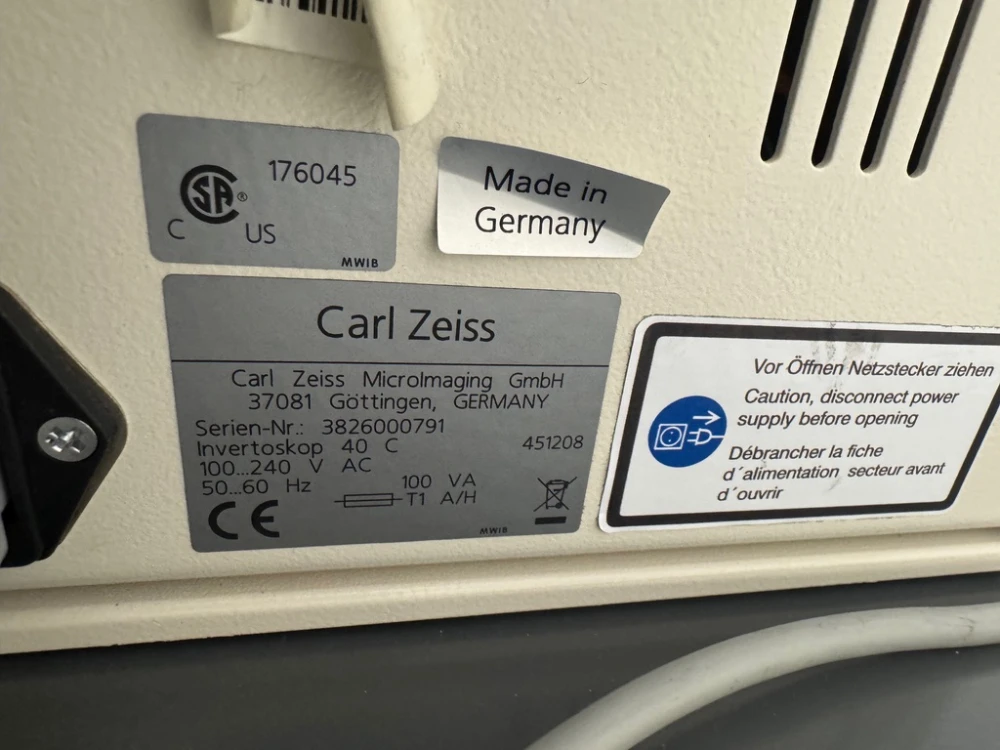 176045
SA ®
C US
MWIB
Made in
Germany
Carl Zeiss
Carl Zeiss MicroImaging GmbH
37081 Göttingen, GERMANY
Serien-Nr.: 3826000791
Invertoskop 40 C 451208
100...240 V AC
50...60 Hz 100 VA
T1 A/H
CE
MWIB
Vor Öffnen Netzstecker ziehen
Caution, disconnect power
supply before opening
Débrancher la fiche
d´alimentation secteur avant
d´ouvrir